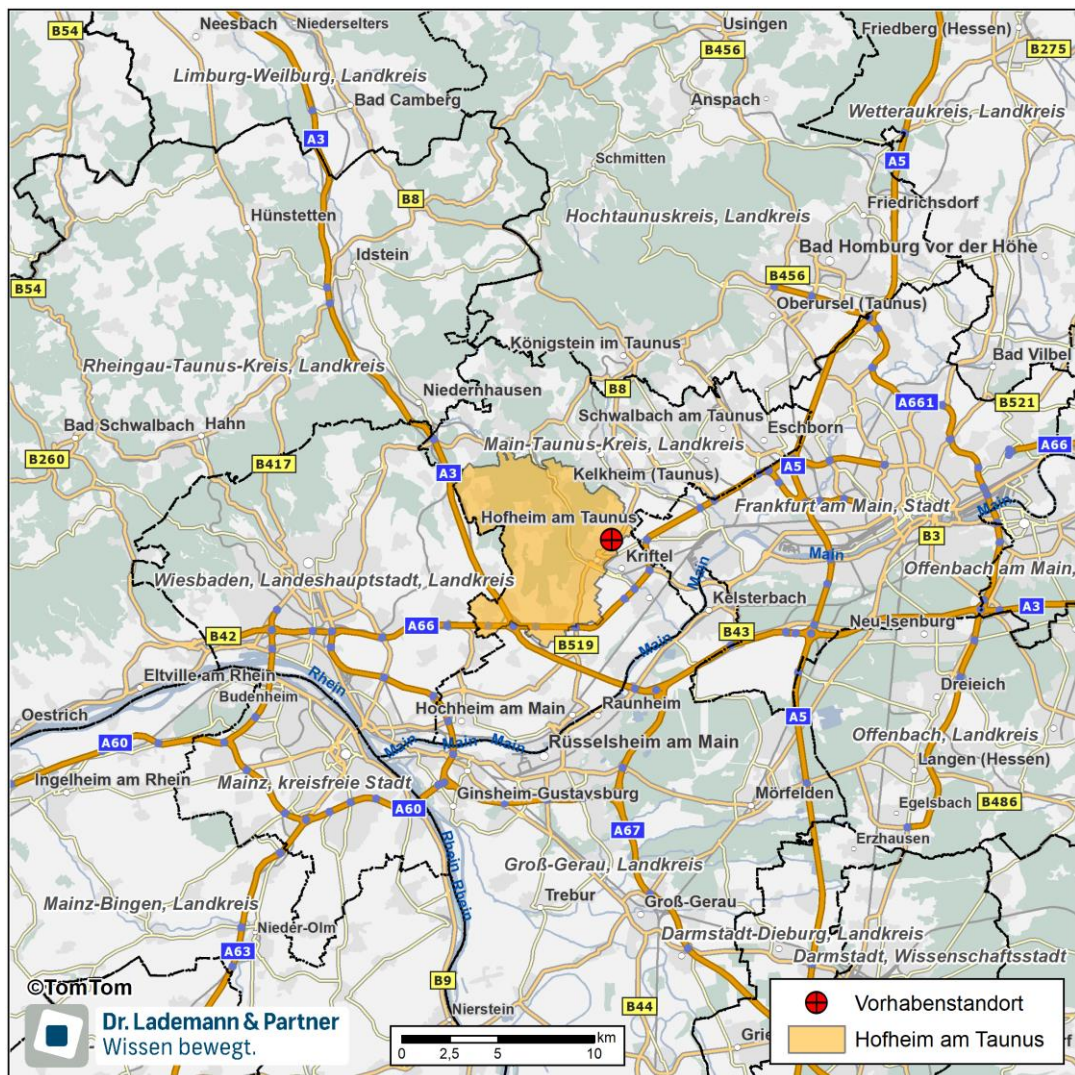 B54
Neesbach
Niederselters
Usingen
B456
Friedberg (Hessen)
B275
Limburg-Weilburg, Landkreis
Bad Camberg
Anspach
Wetteraukreis, Landkreis
A3
A5
Schmitten
B8
Friedrichsdorf
Hünstetten
Hochtaunuskreis, Landkreis
Idstein
Bad Homburg vor der Höhe
B456
B54
Oberursel (Taunus)
Königstein im Taunus
Bad Vilbel
Rheingau-Taunus-Kreis, Landkreis
Niedernhausen
B8
A661
B521
Schwalbach am Taunus
Bad Schwalbach
Hahn
Eschborn
Main-Taunus-Kreis, Landkreis
A66
B260
B417
A3
Kelkheim (Taunus)
A5
Frankfurt am Main, Stadt
Main
Hofheim am Taunus
B3
Kriftel
Main
Main
Offenbach am Main,
Wiesbaden, Landeshauptstadt, Landkreis
Kelsterbach
A3
A66
Neu-Isenburg
B42
B43
B519
Main
Eltville am Rhein
Rhein
Budenheim
Dreieich
Hochheim am Main
Raunheim
Oestrich
A5
Offenbach, Landkreis
A60
Main
Main
Main
Rüsselsheim am Main
Langen (Hessen)
Ingelheim am Rhein
Mainz, kreisfreie Stadt
Ginsheim-Gustavsburg
Mörfelden
A60
Egelsbach
B486
A67
Erzhausen
Rhein
Rhein
Groß-Gerau, Landkreis
Trebur
Mainz-Bingen, Landkreis
Groß-Gerau
Nieder-Olm
Darmstadt-Dieburg, Landkreis
A63
Darmstadt, Wissenschaftsstadt
B9
©TomTom
Nierstein
B44
Dr. Lademann & Partner
Wissen bewegt.
km
0 2,5 5 10
Vorhabenstandort
Hofheim am Taunus